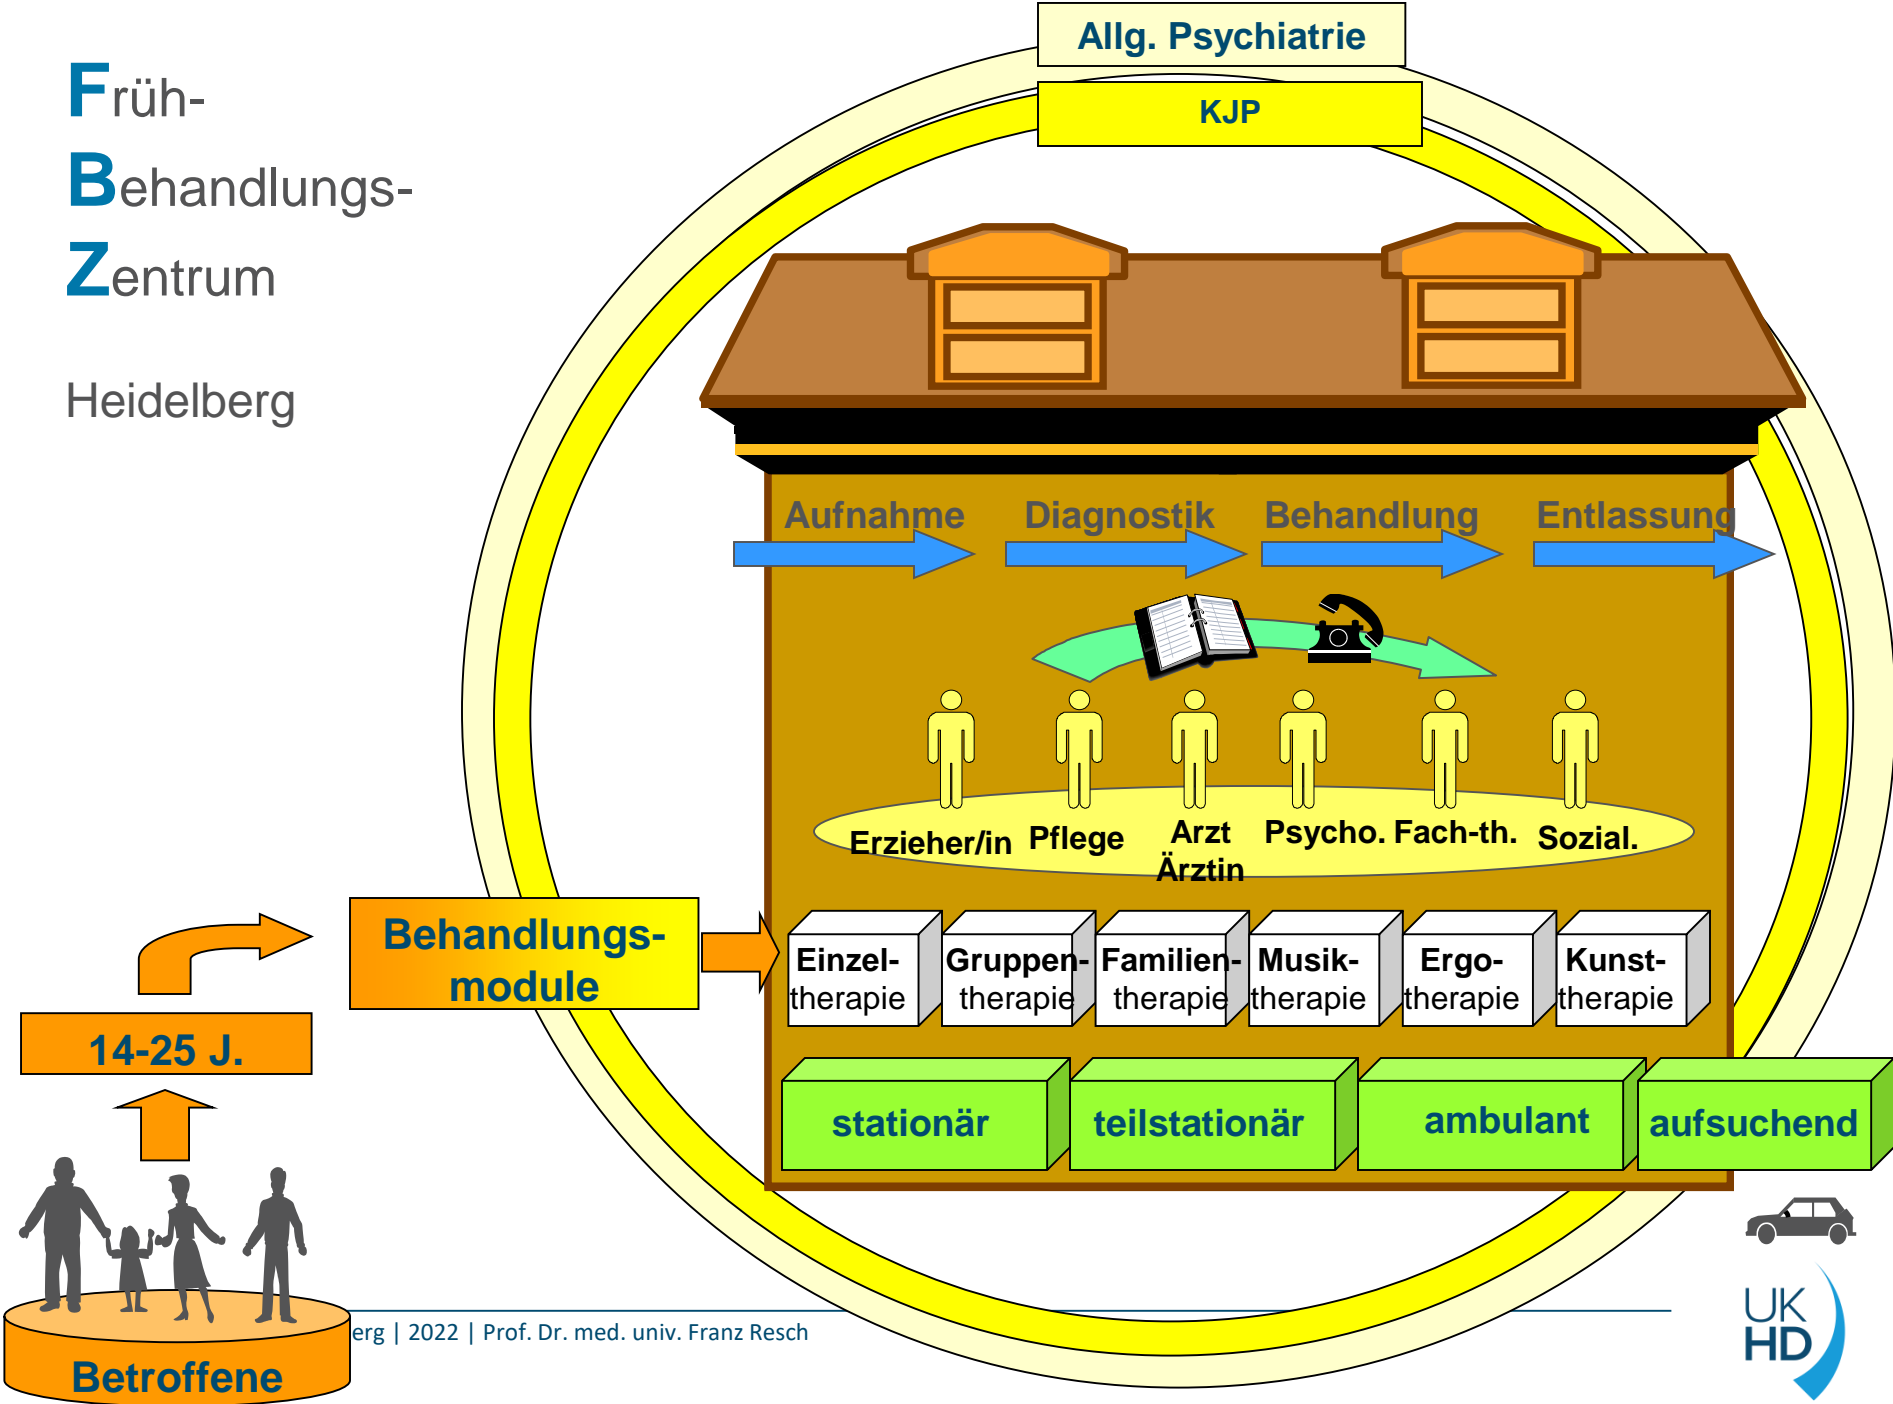 Früh-
Behandlungs-
Zentrum
Heidelberg
Allg. Psychiatrie
KJP
Aufnahme Diagnostik Behandlung Entlassung
Erzieher/in Pflege Arzt Psycho. Fach-th. Sozial.
Ärztin
Behandlungs-
module
Einzel- Gruppen- Familien- Musik- Ergo- Kunst-
therapie therapie therapie therapie therapie therapie
14-25 J.
stationär teilstationär ambulant aufsuchend
Betroffene
erg | 2022 | Prof. Dr. med. univ. Franz Resch
UK
HD